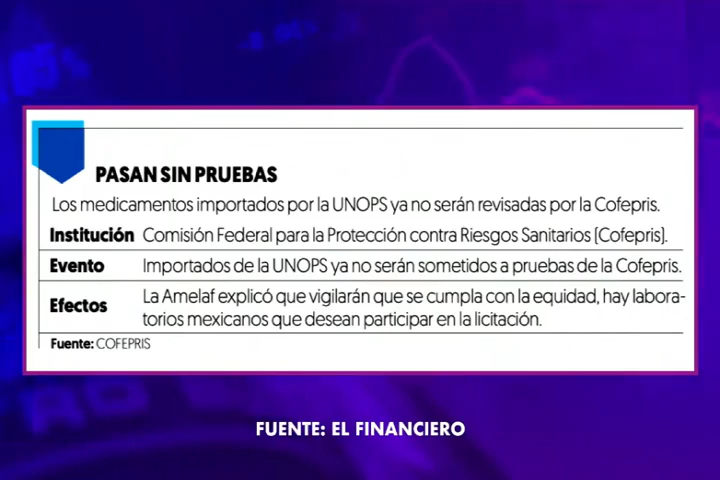 PASAN SIN PRUEBAS
Los medicamentos importados por la UNOPS ya no serán revisadas por la Cofepris.
Institución Comisión Federal para la Protección contra Riesgos Sanitarios (Cofepris).
Evento Importados de la UNOPS ya no serán sometidos a pruebas de la Cofepris.
Efectos La Amelaf explicó que vigilarán que se cumpla con la equidad, hay labora-
torios mexicanos que desean participar en la licitación.
Fuente: COFEPRIS
FUENTE: EL FINANCIERO